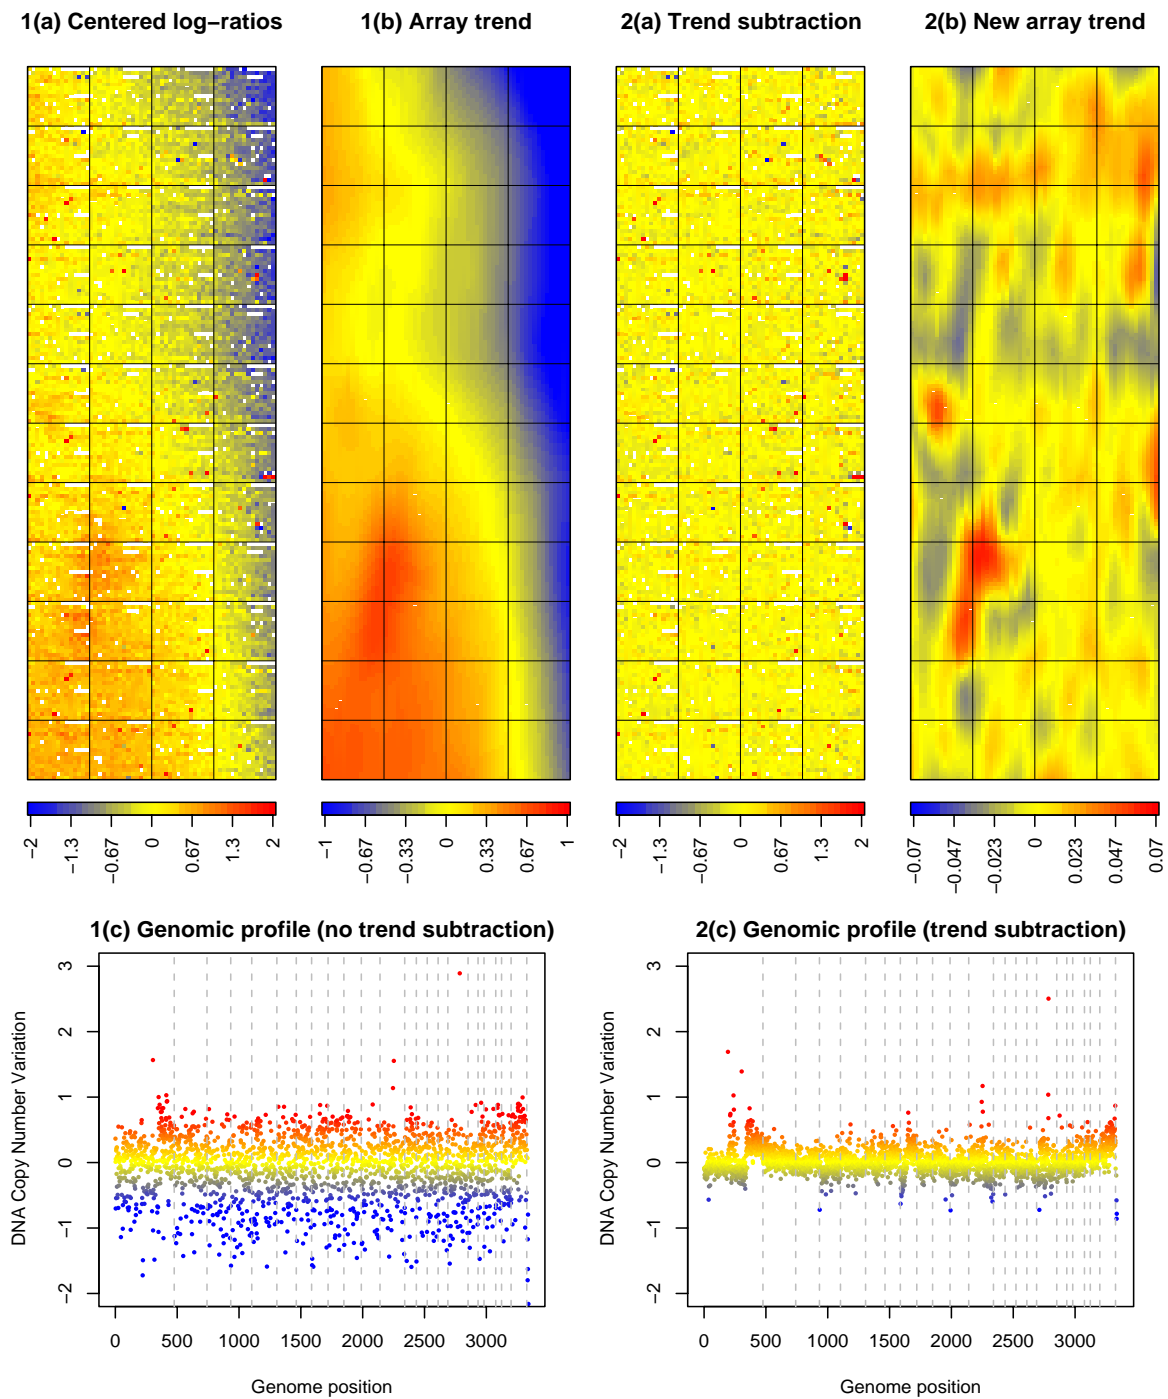 1(a) Centered log−ratios
1(b) Array trend
2(a) Trend subtraction
2(b) New array trend
−2 −1.3 −0.67 0 0.67 1.3 2
−1 −0.67 −0.33 0 0.33 0.67 1
−2 −1.3 −0.67 0 0.67 1.3 2
−0.07 −0.047 −0.023 0 0.023 0.047 0.07
1(c) Genomic profile (no trend subtraction)
DNA Copy Number Variation
3
2
1
0
−1
−2
0 500 1000 1500 2000 2500 3000
Genome position
2(c) Genomic profile (trend subtraction)
DNA Copy Number Variation
3
2
1
0
−1
−2
0 500 1000 1500 2000 2500 3000
Genome position